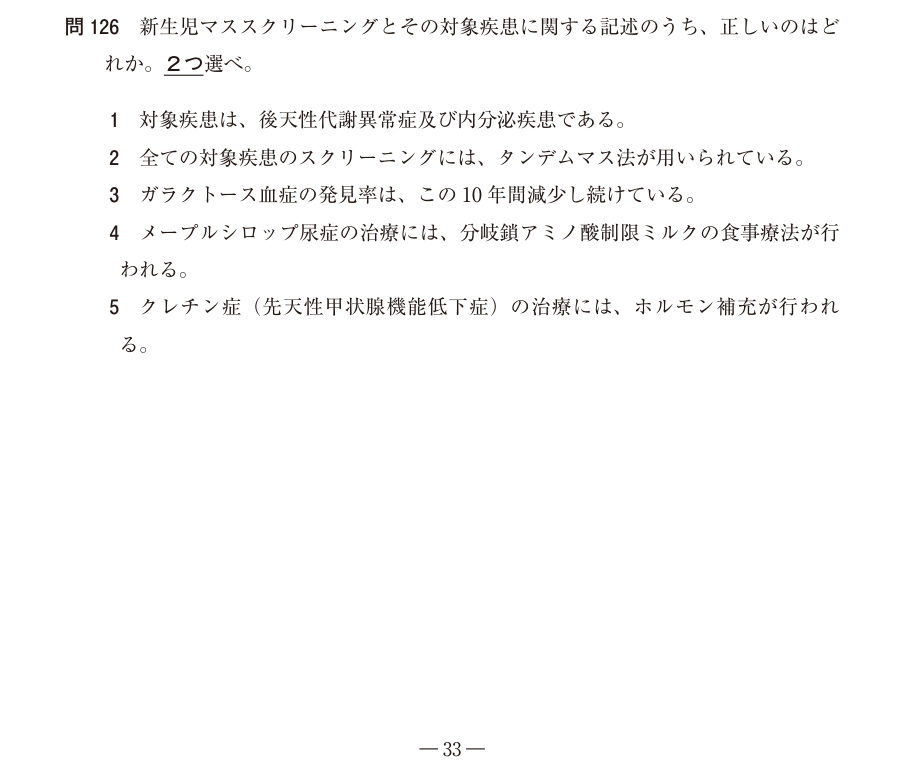 問 126 新生児マススクリーニングとその対象疾患に関する記述のうち、正しいのはど
れか。２つ選べ。
1 対象疾患は、後天性代謝異常症及び内分泌疾患である。
2 全ての対象疾患のスクリーニングには、タンデムマス法が用いられている。
3 ガラクトース血症の発見率は、この 10 年間減少し続けている。
4 メープルシロップ尿症の治療には、分岐鎖アミノ酸制限ミルクの食事療法が行
われる。
5 クレチン症（先天性甲状腺機能低下症）の治療には、ホルモン補充が行われ
る。
— 33 —